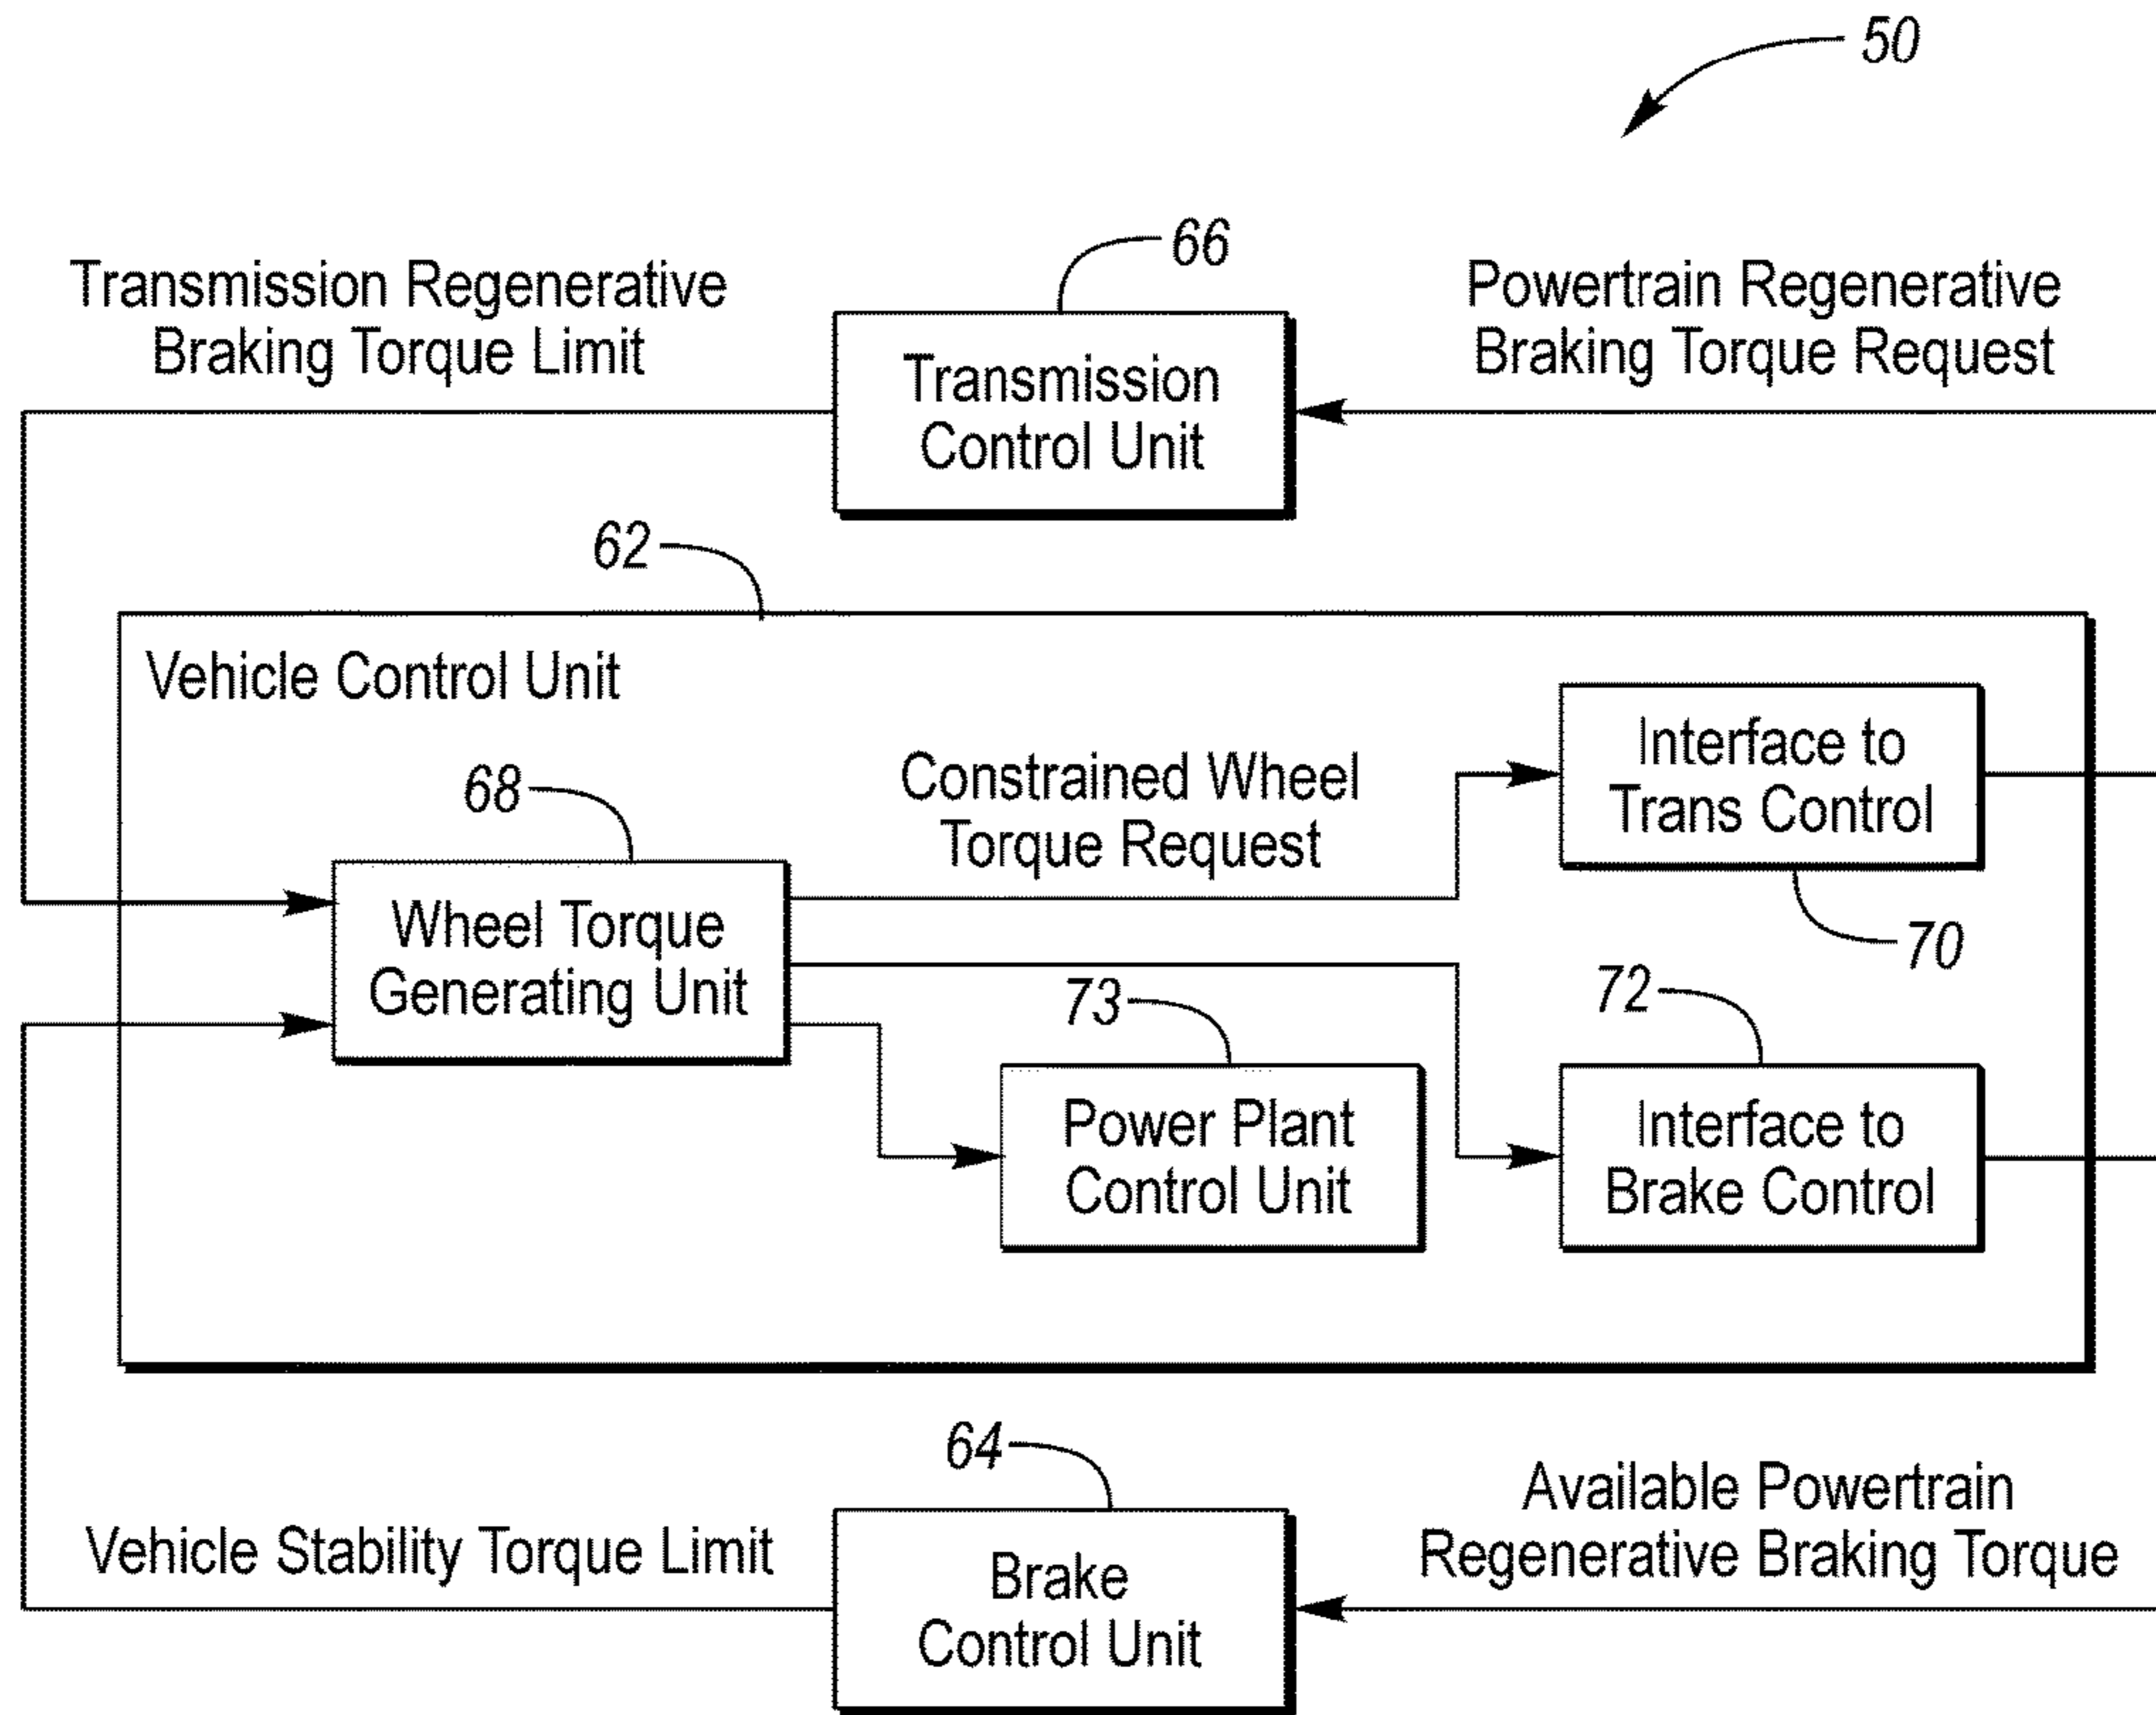 50
66
Transmission Regenerative
Braking Torque Limit
Transmission
Control Unit
Powertrain Regenerative
Braking Torque Request
62
Vehicle Control Unit
68
Constrained Wheel
Torque Request
Interface to
Trans Control
70
Wheel Torque
Generating Unit
73
72
Power Plant
Control Unit
Interface to
Brake Control
64
Vehicle Stability Torque Limit
Brake
Control Unit
Available Powertrain
Regenerative Braking Torque